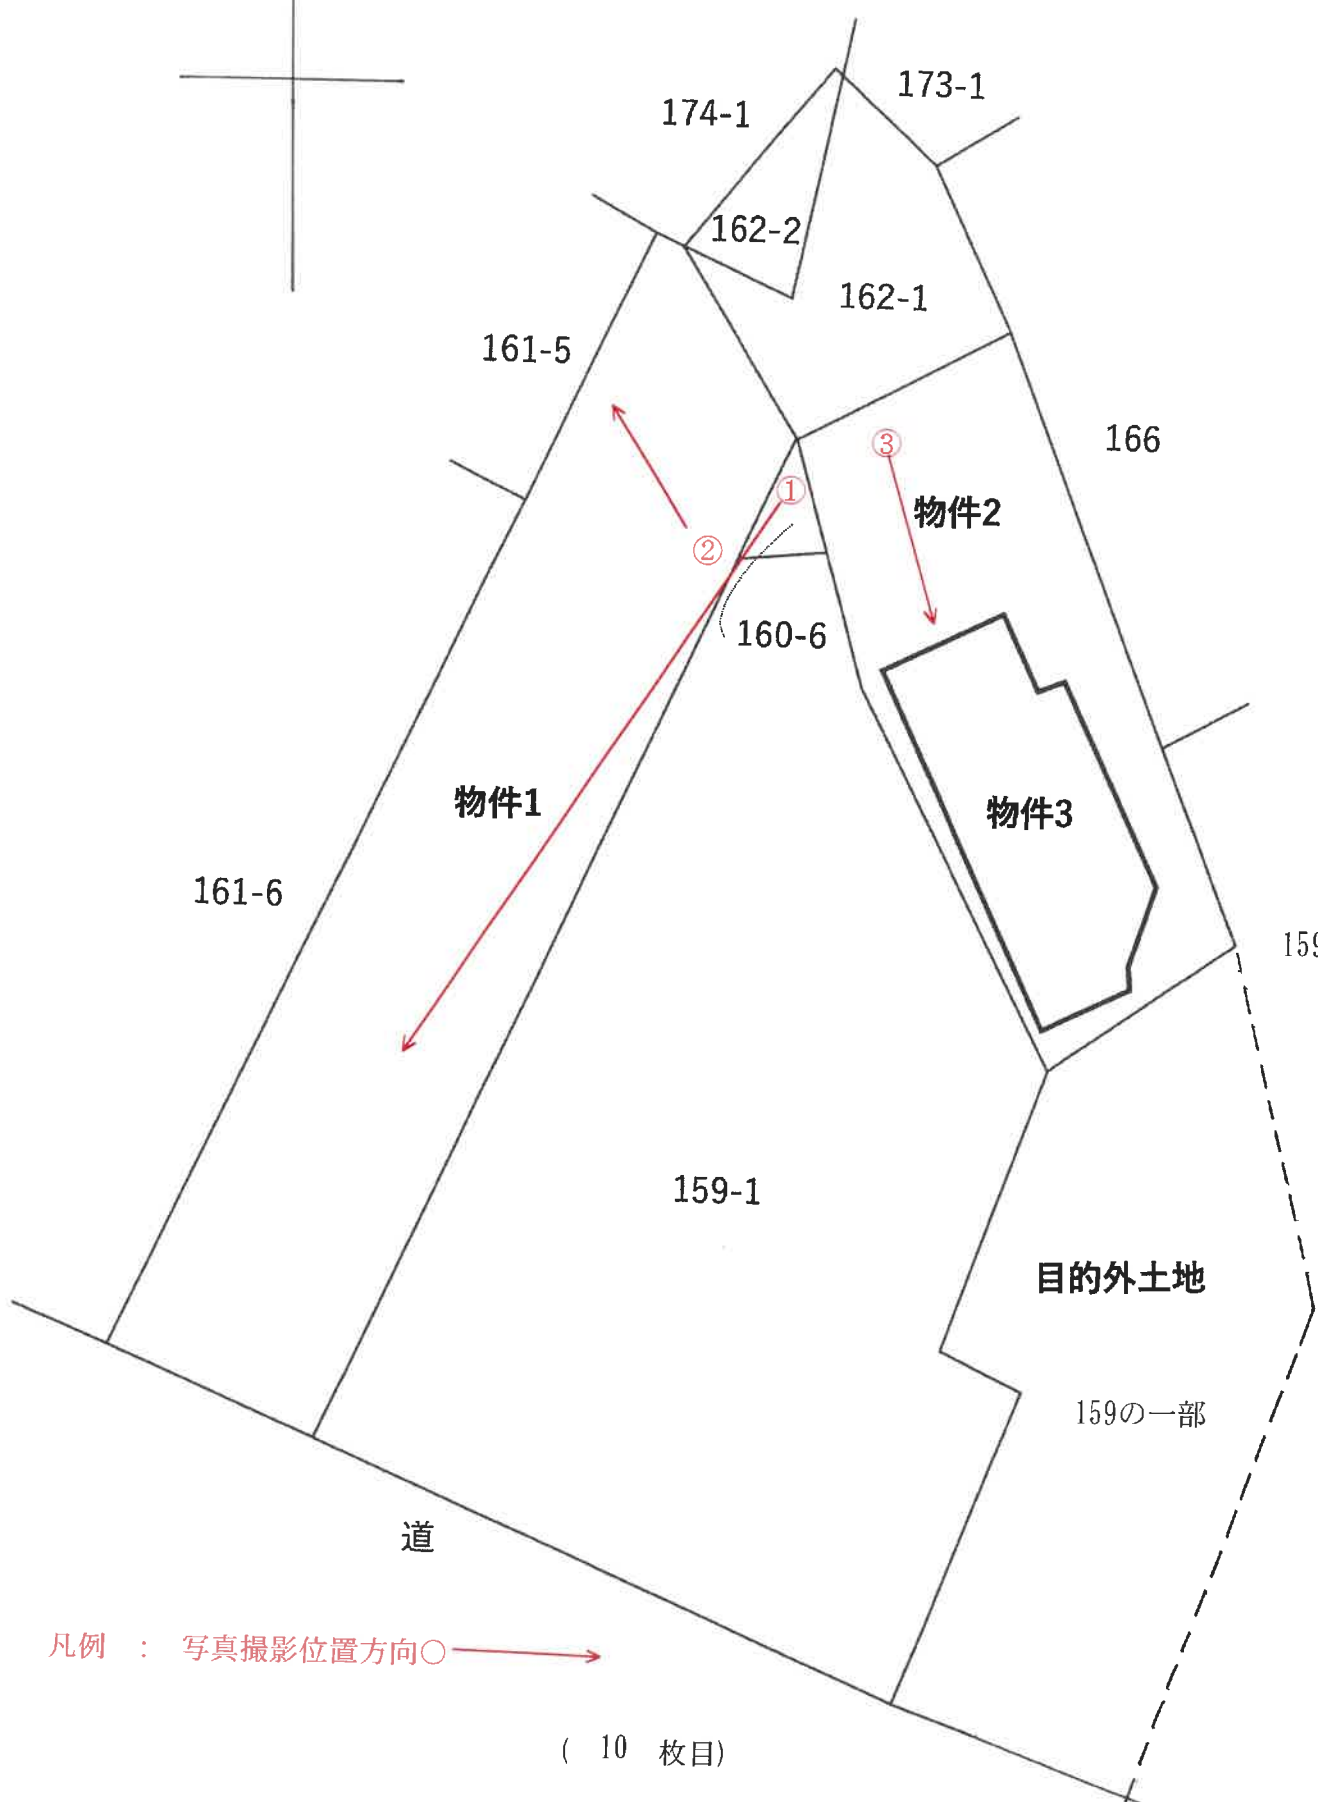 173-1
174-1
162-2
162-1
161-5
166
③
物件2
①
②
160-6
物件1
物件3
161-6
159
159-1
目的外土地
159の一部
道
凡例 : 写真撮影位置方向○
( 10 枚目)